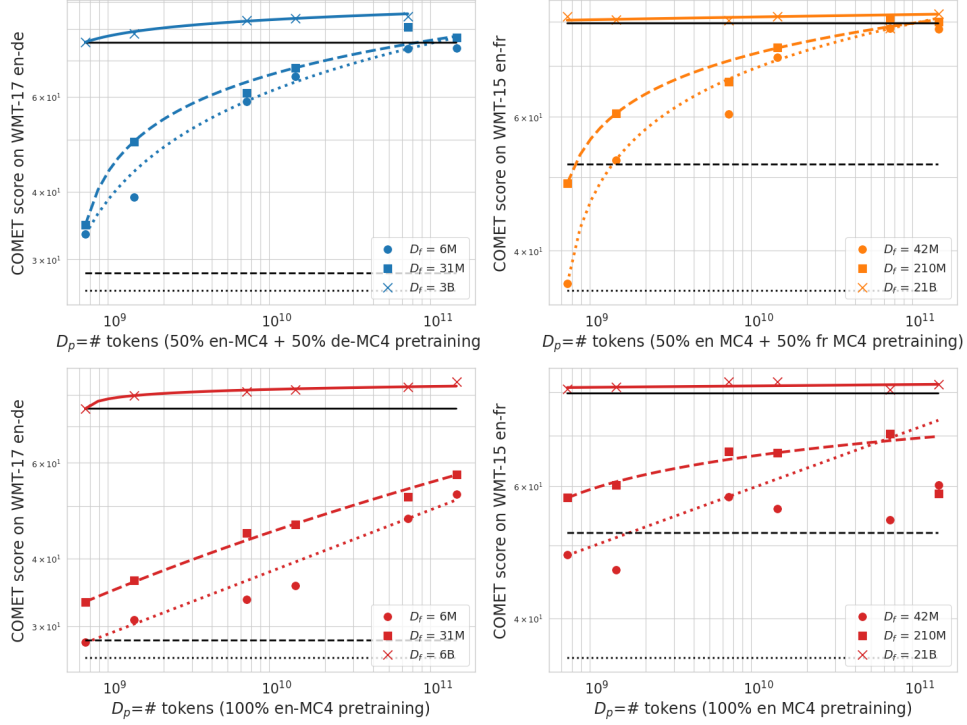 COMET score on WMT-17 en-de
6 × 10¹
4 × 10¹
3 × 10¹
D_f = 6M
D_f = 31M
D_f = 3B
10⁹
10¹⁰
10¹¹
D_p=# tokens (50% en-MC4 + 50% de-MC4 pretraining
COMET score on WMT-15 en-fr
6 × 10¹
4 × 10¹
D_f = 42M
D_f = 210M
D_f = 21B
10⁹
10¹⁰
10¹¹
D_p=# tokens (50% en MC4 + 50% fr MC4 pretraining)
COMET score on WMT-17 en-de
6 × 10¹
4 × 10¹
3 × 10¹
D_f = 6M
D_f = 31M
D_f = 6B
10⁹
10¹⁰
10¹¹
D_p=# tokens (100% en-MC4 pretraining)
COMET score on WMT-15 en-fr
6 × 10¹
4 × 10¹
D_f = 42M
D_f = 210M
D_f = 21B
10⁹
10¹⁰
10¹¹
D_p=# tokens (100% en MC4 pretraining)